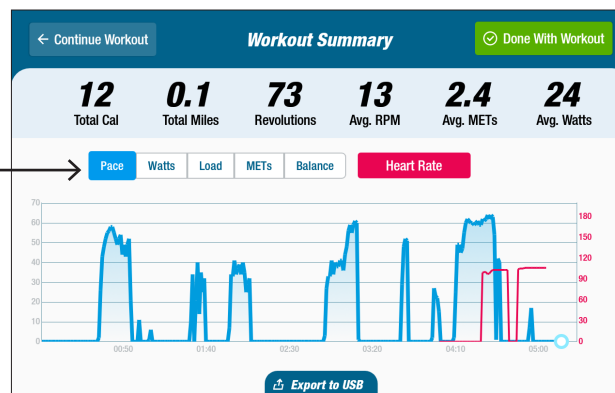 ← Continue Workout
Workout Summary
Done With Workout
12 0.1 73 13 2.4 24
Total Cal Total Miles Revolutions Avg. RPM Avg. METs Avg. Watts
Pace Watts Load METs Balance Heart Rate
70
60 180
50 150
40 120
30 90
20 60
10 30
0 0
00:50 01:40 02:30 03:20 04:10 05:00
Export to USB